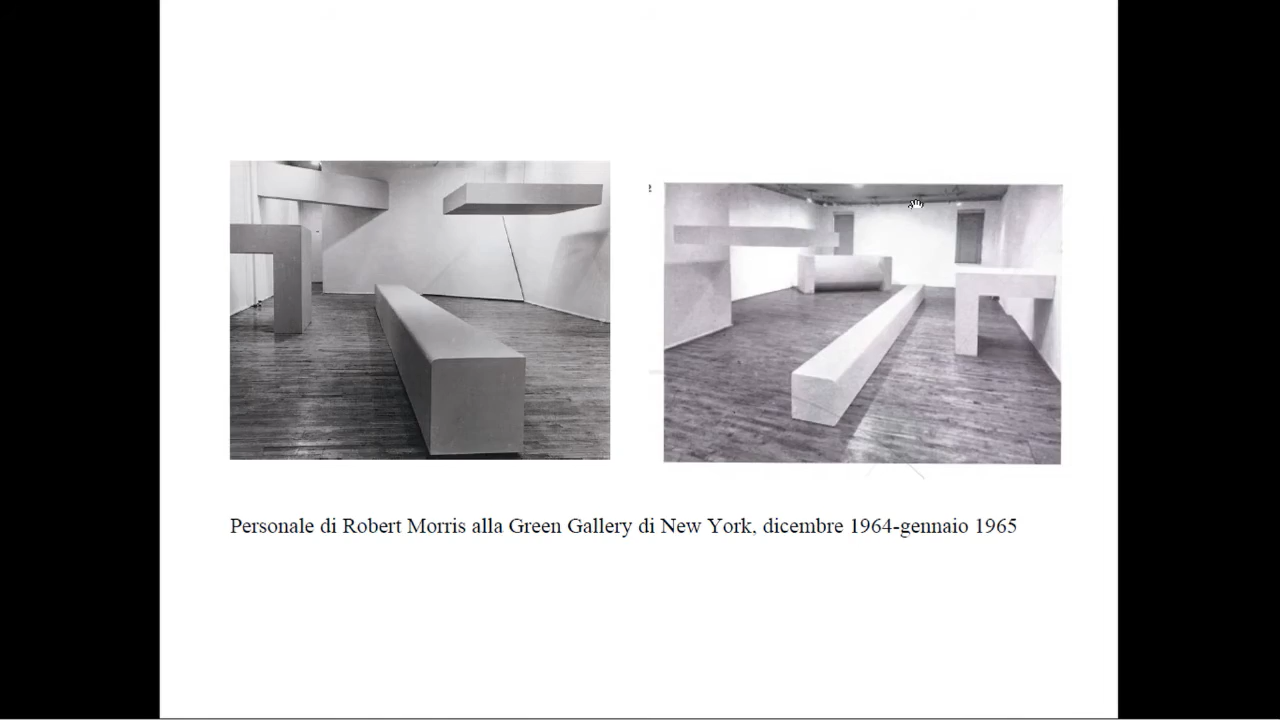 Personale di Robert Morris alla Green Gallery di New York, dicembre 1964-gennaio 1965